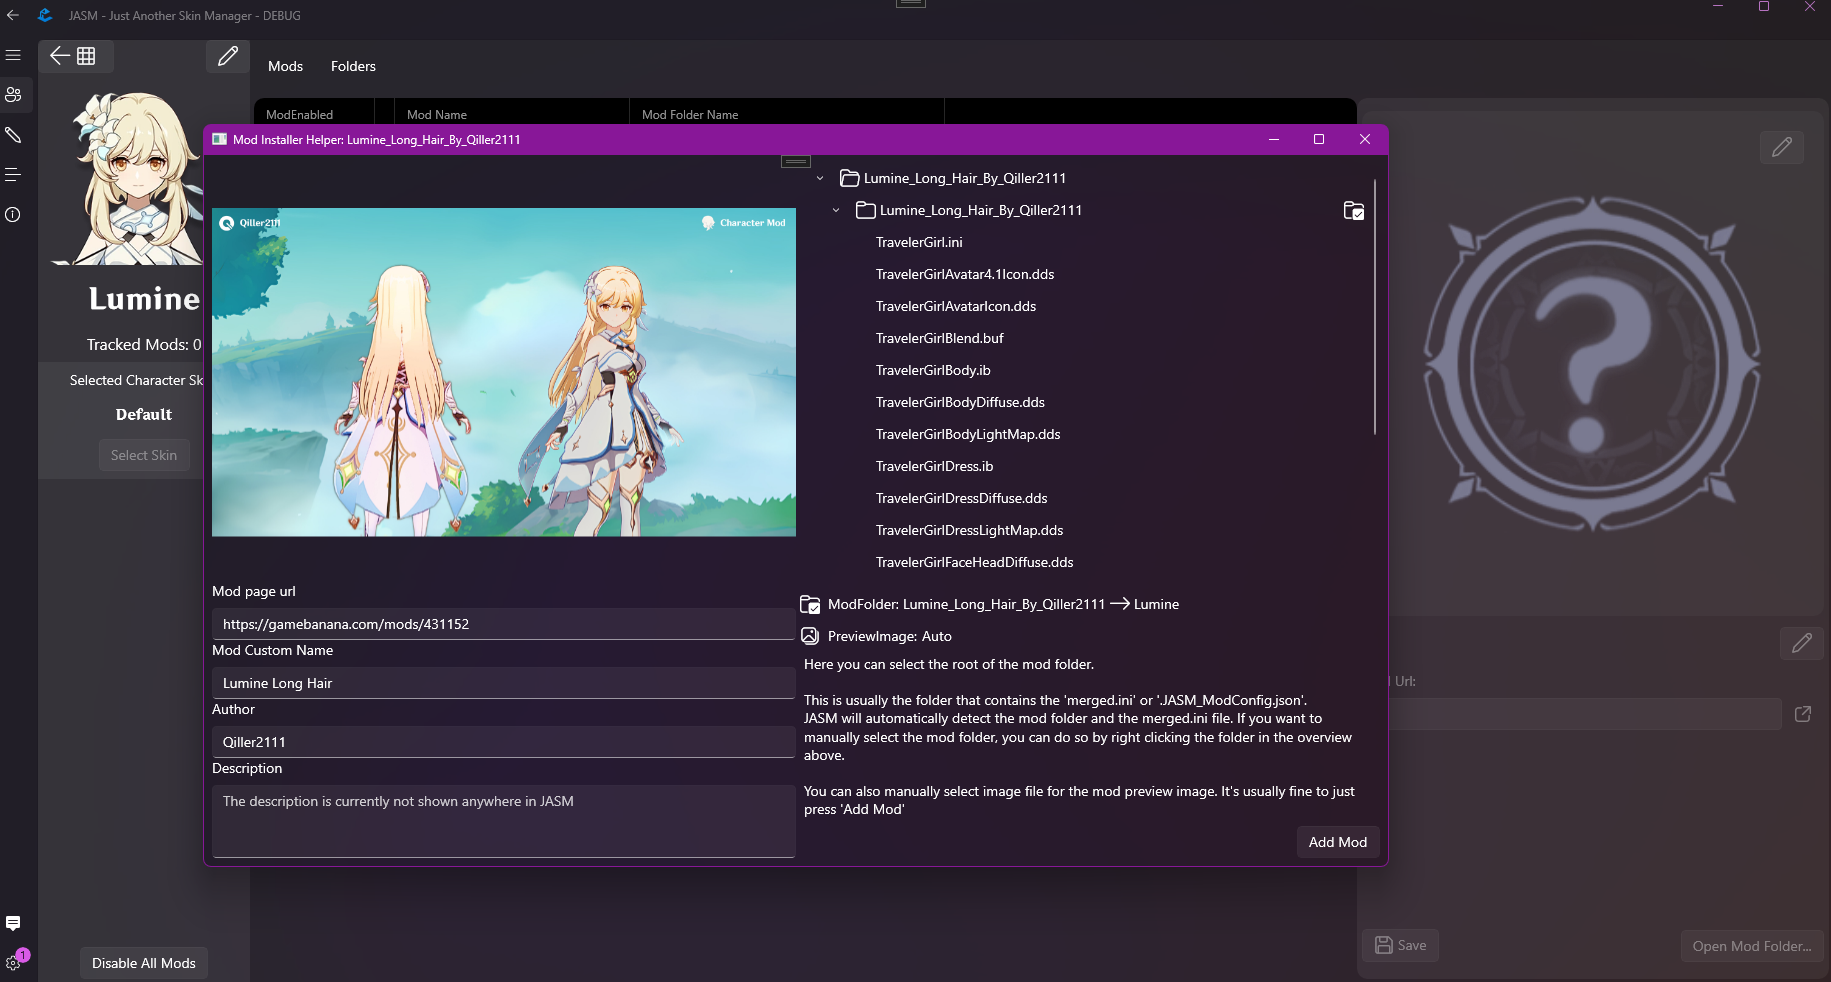 JASM - Just Another Skin Manager - DEBUG
Mods Folders
ModEnabled Mod Name Mod Folder Name
Lumine
Tracked Mods: 0
Selected Character Sk
Default
Select Skin
Disable All Mods
1
Mod Installer Helper: Lumine_Long_Hair_By_Qiller2111
Qiller2111 Character Mod
Mod page url
https://gamebanana.com/mods/431152
Mod Custom Name
Lumine Long Hair
Author
Qiller2111
Description
The description is currently not shown anywhere in JASM
Lumine_Long_Hair_By_Qiller2111
Lumine_Long_Hair_By_Qiller2111
TravelerGirl.ini
TravelerGirlAvatar4.1Icon.dds
TravelerGirlAvatarIcon.dds
TravelerGirlBlend.buf
TravelerGirlBody.ib
TravelerGirlBodyDiffuse.dds
TravelerGirlBodyLightMap.dds
TravelerGirlDress.ib
TravelerGirlDressDiffuse.dds
TravelerGirlDressLightMap.dds
TravelerGirlFaceHeadDiffuse.dds
ModFolder: Lumine_Long_Hair_By_Qiller2111 → Lumine
PreviewImage: Auto
Here you can select the root of the mod folder.
This is usually the folder that contains the 'merged.ini' or '.JASM_ModConfig.json'.
JASM will automatically detect the mod folder and the merged.ini file. If you want to
manually select the mod folder, you can do so by right clicking the folder in the overview
above.
You can also manually select image file for the mod preview image. It's usually fine to just
press 'Add Mod'
Add Mod
Url:
Save
Open Mod Folder...